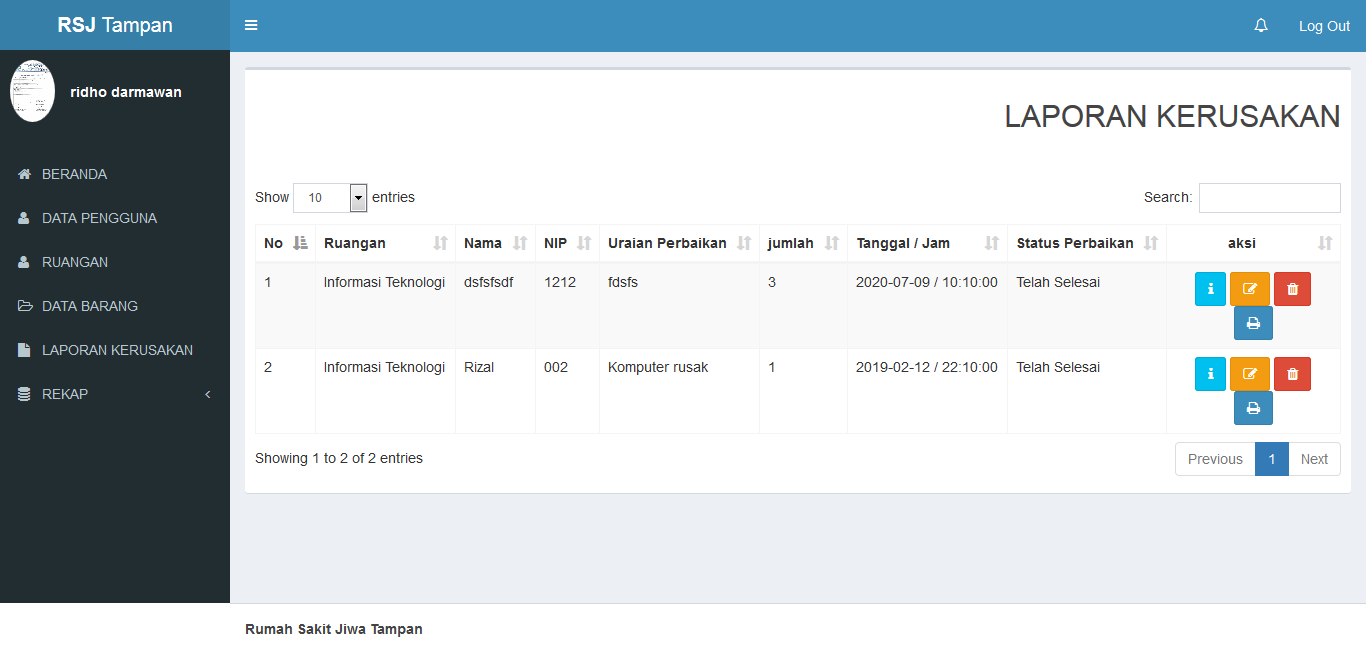 RSJ Tampan
Log Out
ridho darmawan
BERANDA
DATA PENGGUNA
RUANGAN
DATA BARANG
LAPORAN KERUSAKAN
REKAP
LAPORAN KERUSAKAN
Show 10 entries
Search:
No Ruangan Nama NIP Uraian Perbaikan jumlah Tanggal / Jam Status Perbaikan aksi
1 Informasi Teknologi dsfsfsdf 1212 fdsfs 3 2020-07-09 / 10:10:00 Telah Selesai
2 Informasi Teknologi Rizal 002 Komputer rusak 1 2019-02-12 / 22:10:00 Telah Selesai
Showing 1 to 2 of 2 entries
Previous 1 Next
Rumah Sakit Jiwa Tampan